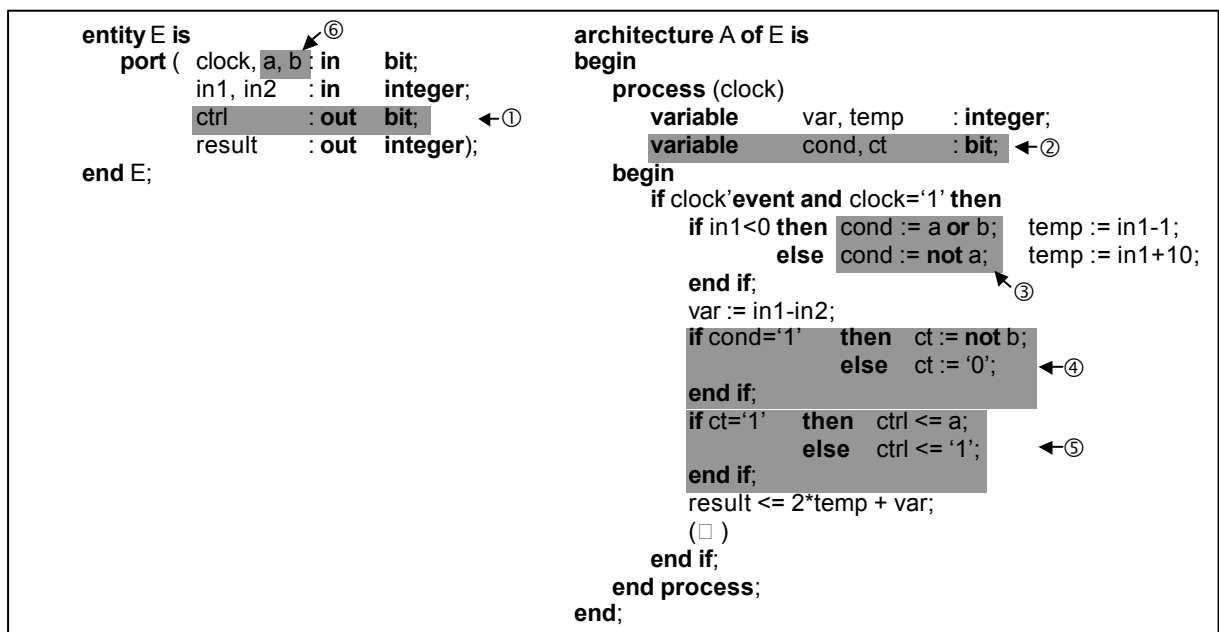 entity E is ⑥
port ( clock, a, b : in bit;
in1, in2 : in integer;
ctrl : out bit; ①
result : out integer);
end E;
architecture A of E is
begin
process (clock)
variable var, temp : integer;
variable cond, ct : bit; ②
begin
if clock’event and clock=‘1’ then
if in1<0 then cond := a or b; temp := in1-1;
else cond := not a; temp := in1+10;
end if; ③
var := in1-in2;
if cond=‘1’ then ct := not b;
else ct := ‘0’; ④
end if;
if ct=‘1’ then ctrl <= a;
else ctrl <= ‘1’; ⑤
end if;
result <= 2*temp + var;
(□ )
end if;
end process;
end;